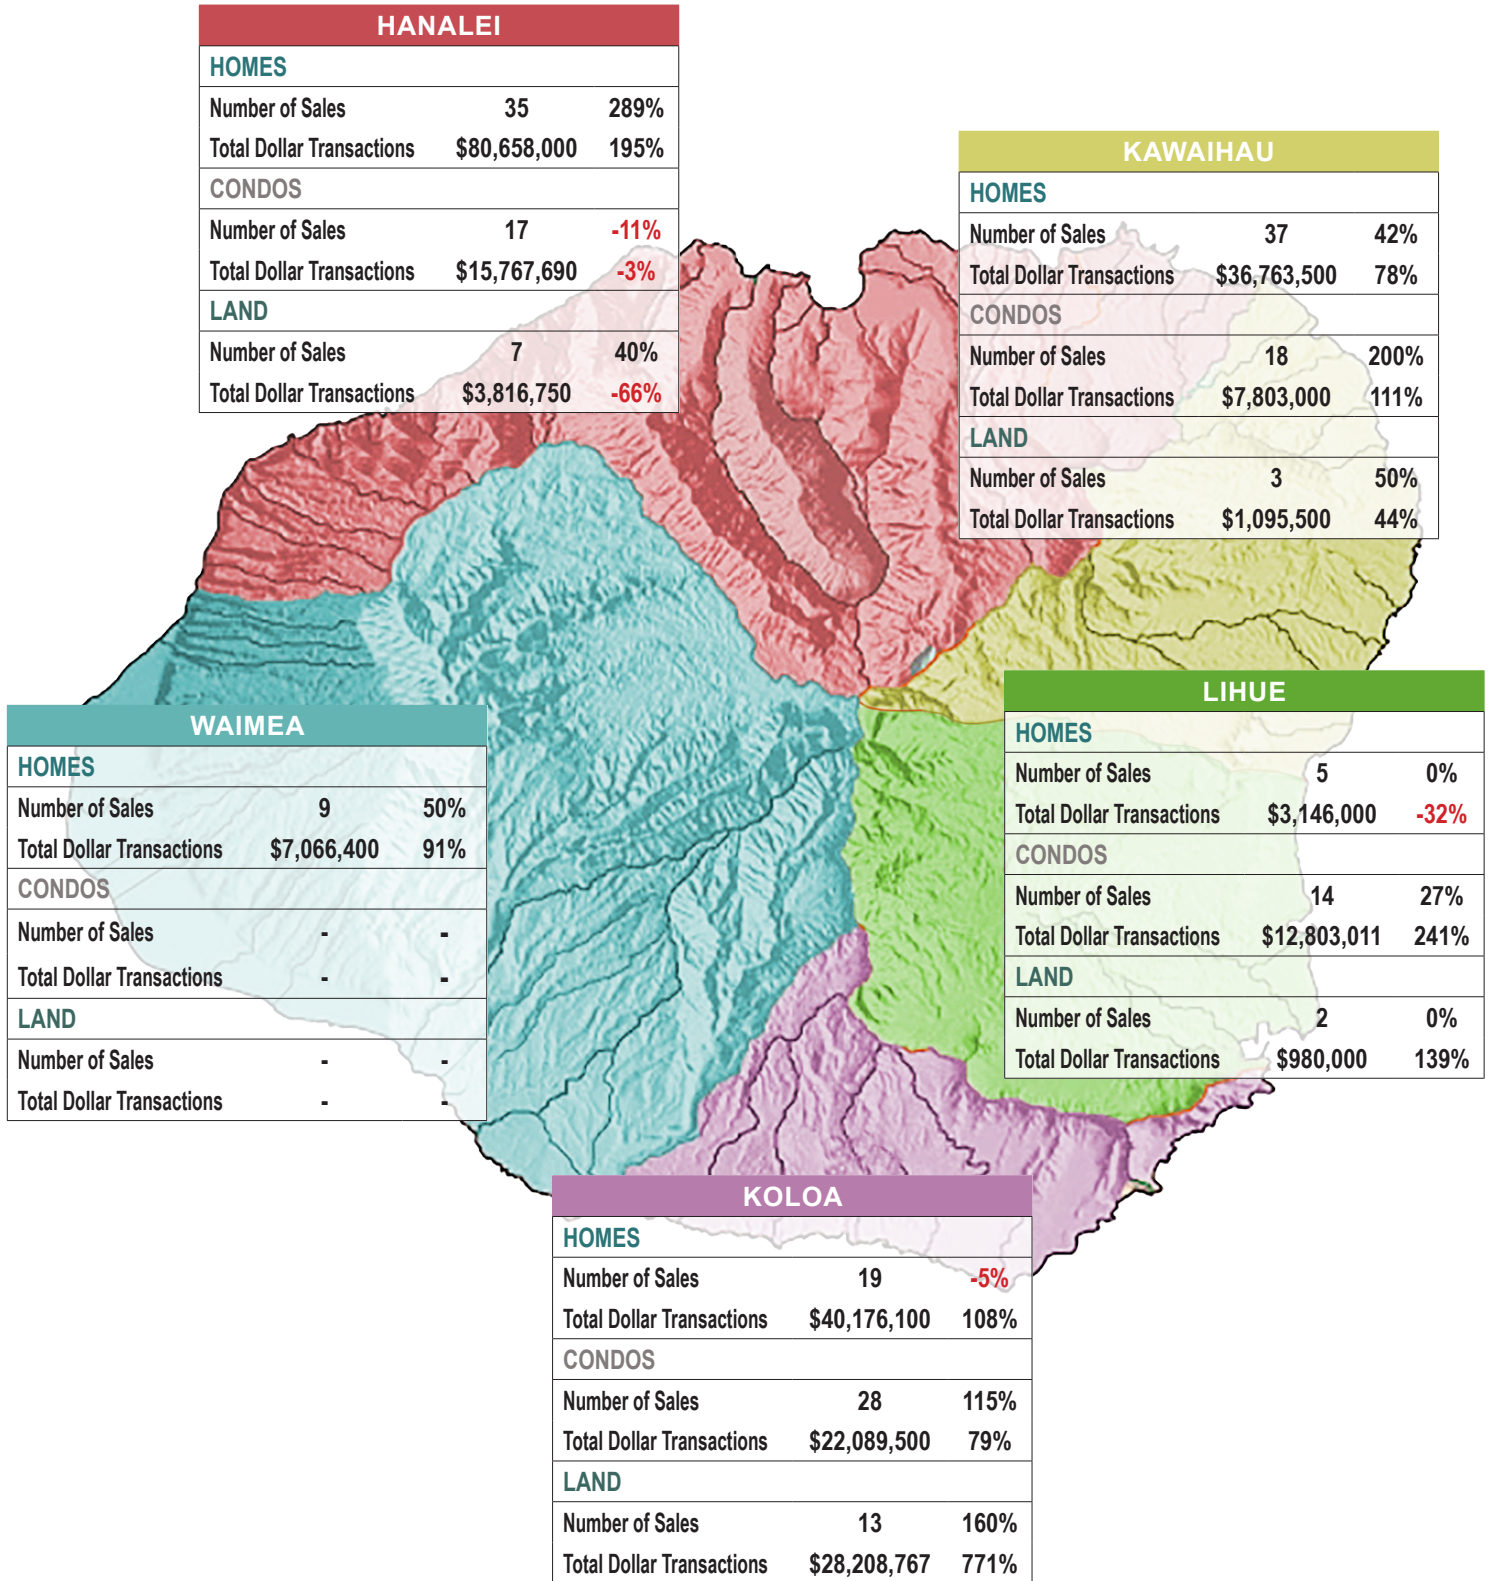 HANALEI
HOMES
Number of Sales 35 289%
Total Dollar Transactions $80,658,000 195%
CONDOS
Number of Sales 17 -11%
Total Dollar Transactions $15,767,690 -3%
LAND
Number of Sales 7 40%
Total Dollar Transactions $3,816,750 -66%
KAWAIHAU
HOMES
Number of Sales 37 42%
Total Dollar Transactions $36,763,500 78%
CONDOS
Number of Sales 18 200%
Total Dollar Transactions $7,803,000 111%
LAND
Number of Sales 3 50%
Total Dollar Transactions $1,095,500 44%
WAIMEA
HOMES
Number of Sales 9 50%
Total Dollar Transactions $7,066,400 91%
CONDOS
Number of Sales - -
Total Dollar Transactions - -
LAND
Number of Sales - -
Total Dollar Transactions - -
LIHUE
HOMES
Number of Sales 5 0%
Total Dollar Transactions $3,146,000 -32%
CONDOS
Number of Sales 14 27%
Total Dollar Transactions $12,803,011 241%
LAND
Number of Sales 2 0%
Total Dollar Transactions $980,000 139%
KOLOA
HOMES
Number of Sales 19 -5%
Total Dollar Transactions $40,176,100 108%
CONDOS
Number of Sales 28 115%
Total Dollar Transactions $22,089,500 79%
LAND
Number of Sales 13 160%
Total Dollar Transactions $28,208,767 771%